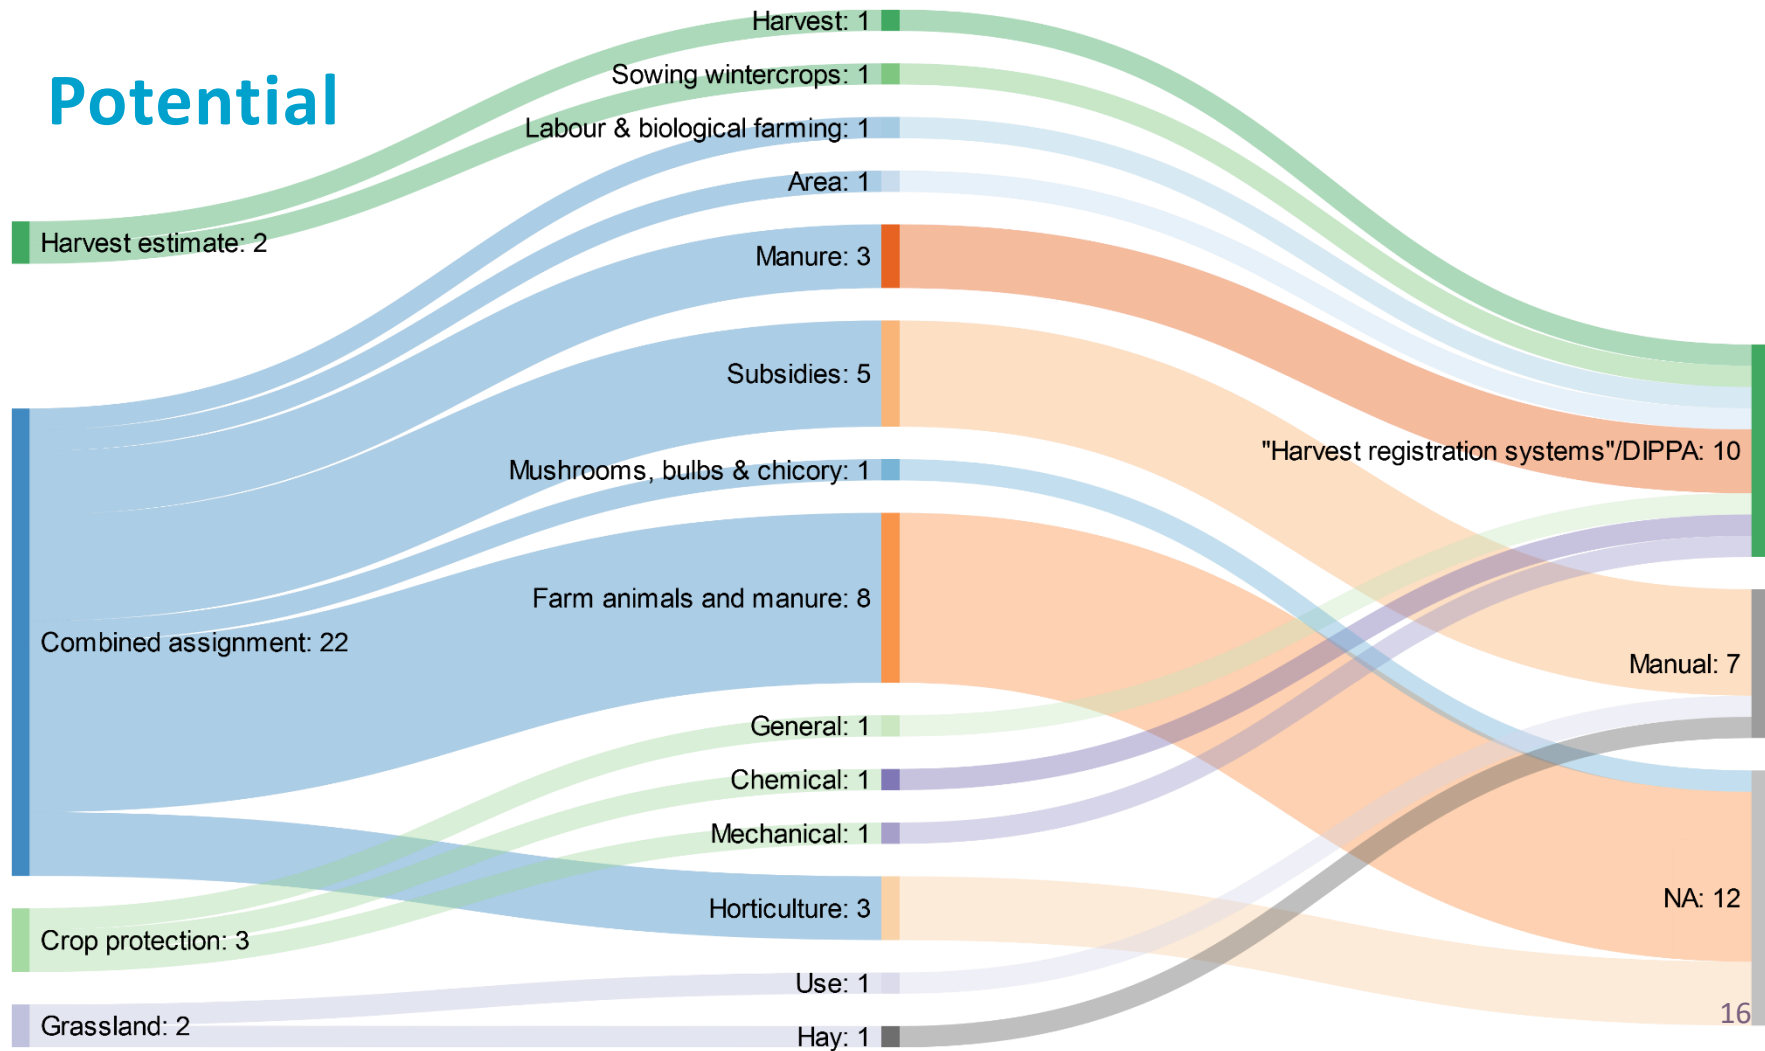 Potential
Harvest estimate: 2
Combined assignment: 22
Crop protection: 3
Grassland: 2
Harvest: 1
Sowing wintercrops: 1
Labour & biological farming: 1
Area: 1
Manure: 3
Subsidies: 5
Mushrooms, bulbs & chicory: 1
Farm animals and manure: 8
General: 1
Chemical: 1
Mechanical: 1
Horticulture: 3
Use: 1
Hay: 1
"Harvest registration systems"/DIPPA: 10
Manual: 7
NA: 12
16